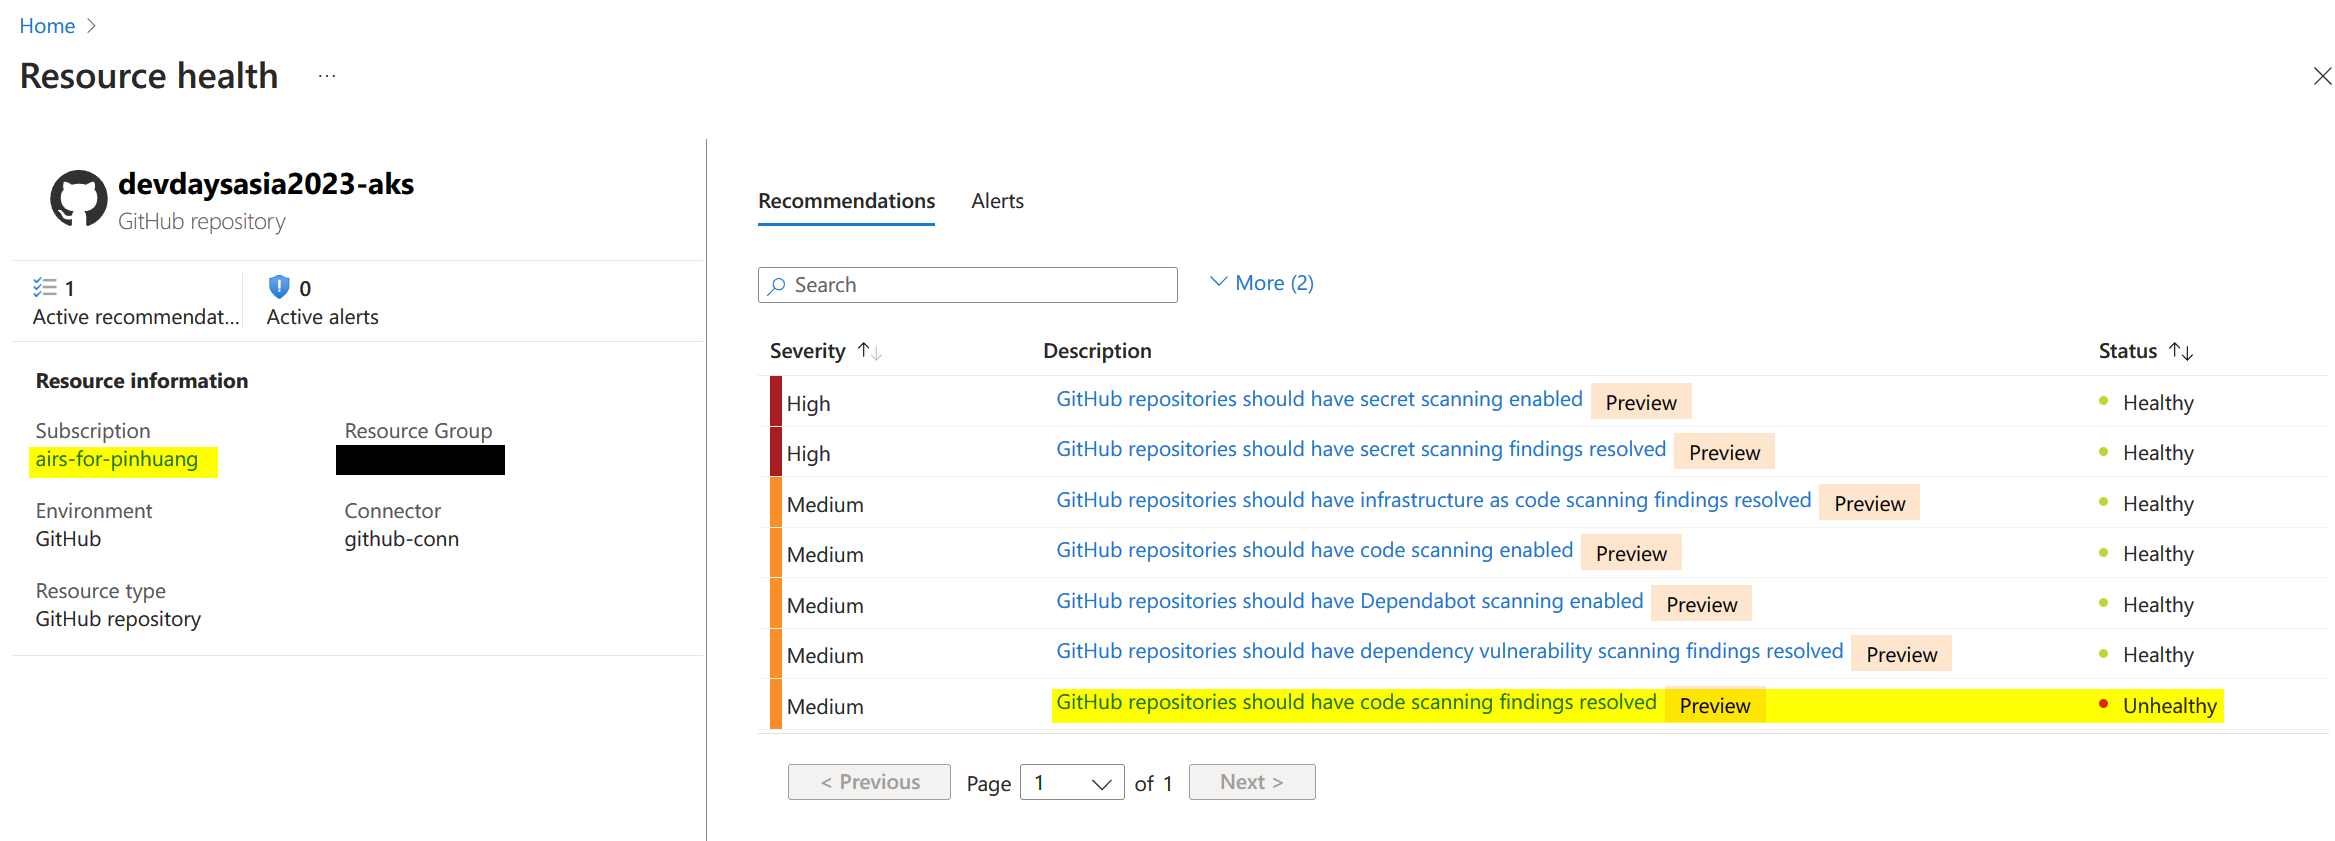 Home >
Resource health ...
devdaysasia2023-aks
GitHub repository
1
Active recommendat...
0
Active alerts
Resource information
Subscription
airs-for-pinhuang
Resource Group
Environment
GitHub
Connector
github-conn
Resource type
GitHub repository
Recommendations Alerts
Search More (2)
Severity Description Status
High GitHub repositories should have secret scanning enabled Preview Healthy
High GitHub repositories should have secret scanning findings resolved Preview Healthy
Medium GitHub repositories should have infrastructure as code scanning findings resolved Preview Healthy
Medium GitHub repositories should have code scanning enabled Preview Healthy
Medium GitHub repositories should have Dependabot scanning enabled Preview Healthy
Medium GitHub repositories should have dependency vulnerability scanning findings resolved Preview Healthy
Medium GitHub repositories should have code scanning findings resolved Preview Unhealthy
< Previous Page 1 of 1 Next >